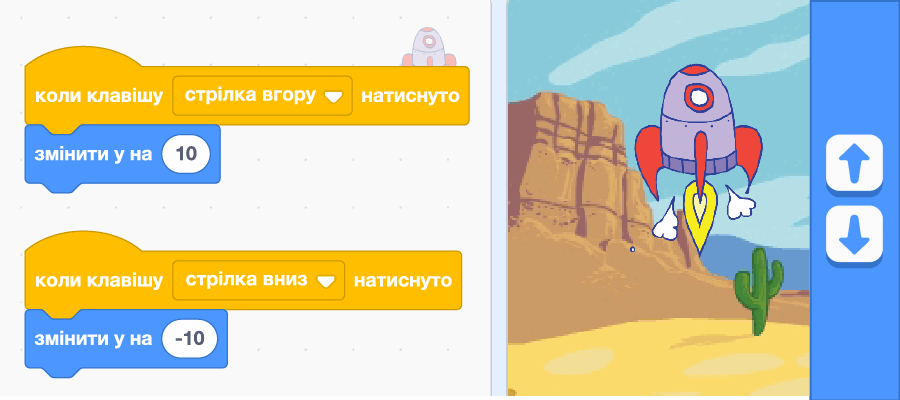 коли клавішу стрілка вгору натиснуто
змінити y на 10
коли клавішу стрілка вниз натиснуто
змінити y на -10